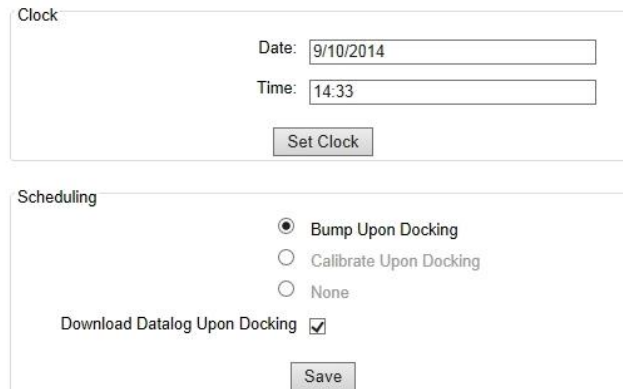 Clock
Date: 9/10/2014
Time: 14:33
Set Clock
Scheduling
Bump Upon Docking
Calibrate Upon Docking
None
Download Datalog Upon Docking
Save